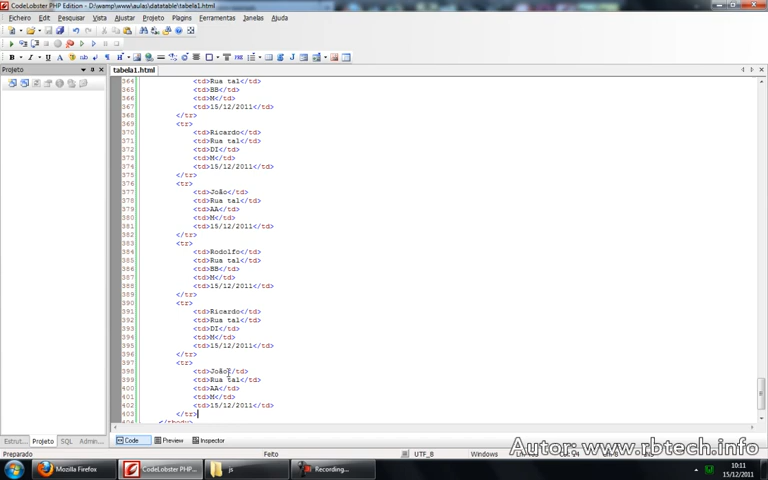 CodeLobster PHP Edition - D:\wamp\www\aulas\datatable\tabela1.html
Ficheiro Edit Pesquisar Vista Ajustar Projeto Plugins Ferramentas Janelas Ajuda
Projeto
tabela1.html
364 <td>Rua tal</td>
365 <td>BB</td>
366 <td>M</td>
367 <td>15/12/2011</td>
368 </tr>
369 <tr>
370 <td>Ricardo</td>
371 <td>Rua tal</td>
372 <td>DI</td>
373 <td>M</td>
374 <td>15/12/2011</td>
375 </tr>
376 <tr>
377 <td>João</td>
378 <td>Rua tal</td>
379 <td>AA</td>
380 <td>M</td>
381 <td>15/12/2011</td>
382 </tr>
383 <tr>
384 <td>Rodolfo</td>
385 <td>Rua tal</td>
386 <td>BB</td>
387 <td>M</td>
388 <td>15/12/2011</td>
389 </tr>
390 <tr>
391 <td>Ricardo</td>
392 <td>Rua tal</td>
393 <td>DI</td>
394 <td>M</td>
395 <td>15/12/2011</td>
396 </tr>
397 <tr>
398 <td>João</td>
399 <td>Rua tal</td>
400 <td>AA</td>
401 <td>M</td>
402 <td>15/12/2011</td>
403 </tr>
404 </tbody>
Estrut... Projeto SQL Admin...
Code Preview Inspector
Autor: www.rbtech.info
Preparado Feito UTF_8 Windows
Mozilla Firefox CodeLobster PHP... js Recording...
10:11
15/12/2011